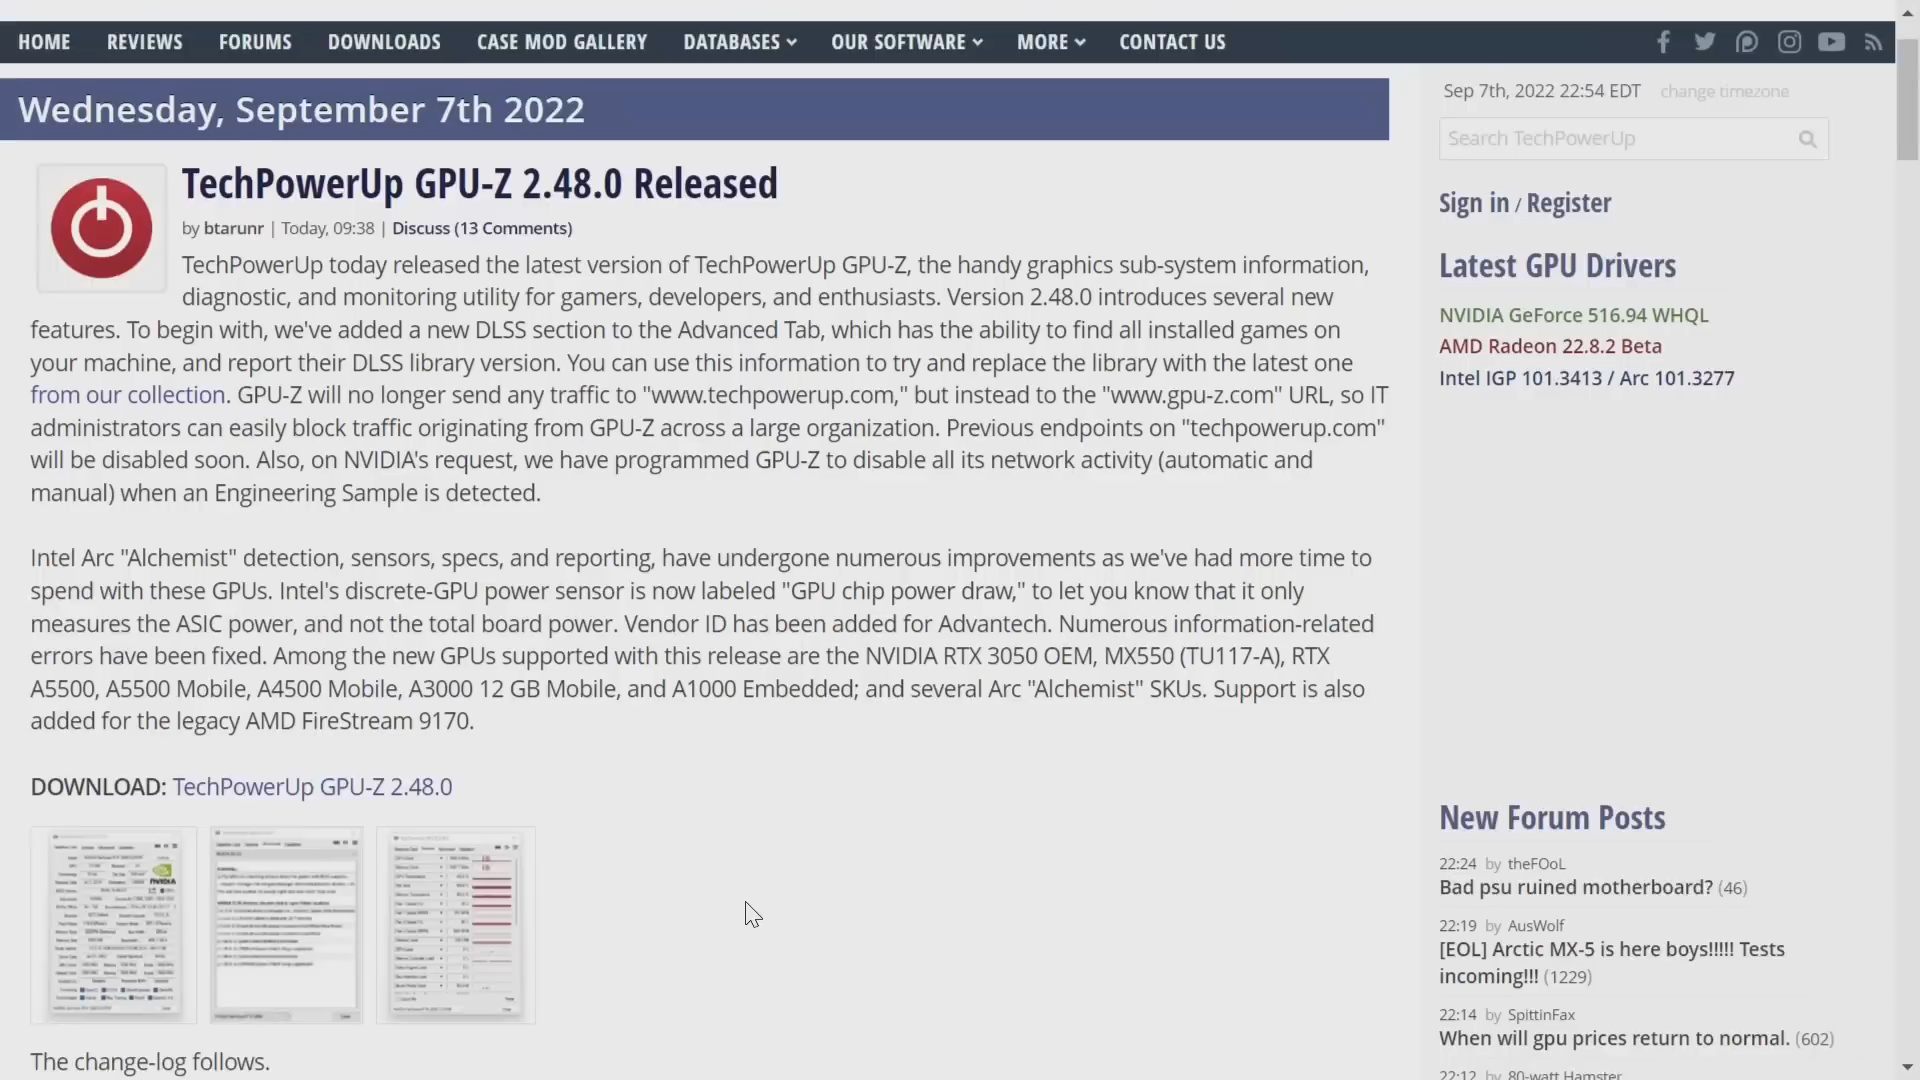 HOME REVIEWS FORUMS DOWNLOADS CASE MOD GALLERY DATABASES OUR SOFTWARE MORE CONTACT US
Wednesday, September 7th 2022
TechPowerUp GPU-Z 2.48.0 Released
by btarunr | Today, 09:38 | Discuss (13 Comments)
TechPowerUp today released the latest version of TechPowerUp GPU-Z, the handy graphics sub-system information,
diagnostic, and monitoring utility for gamers, developers, and enthusiasts. Version 2.48.0 introduces several new
features. To begin with, we've added a new DLSS section to the Advanced Tab, which has the ability to find all installed games on
your machine, and report their DLSS library version. You can use this information to try and replace the library with the latest one
from our collection. GPU-Z will no longer send any traffic to "www.techpowerup.com," but instead to the "www.gpu-z.com" URL, so IT
administrators can easily block traffic originating from GPU-Z across a large organization. Previous endpoints on "techpowerup.com"
will be disabled soon. Also, on NVIDIA's request, we have programmed GPU-Z to disable all its network activity (automatic and
manual) when an Engineering Sample is detected.
Intel Arc "Alchemist" detection, sensors, specs, and reporting, have undergone numerous improvements as we've had more time to
spend with these GPUs. Intel's discrete-GPU power sensor is now labeled "GPU chip power draw," to let you know that it only
measures the ASIC power, and not the total board power. Vendor ID has been added for Advantech. Numerous information-related
errors have been fixed. Among the new GPUs supported with this release are the NVIDIA RTX 3050 OEM, MX550 (TU117-A), RTX
A5500, A5500 Mobile, A4500 Mobile, A3000 12 GB Mobile, and A1000 Embedded; and several Arc "Alchemist" SKUs. Support is also
added for the legacy AMD FireStream 9170.
DOWNLOAD: TechPowerUp GPU-Z 2.48.0
NVIDIA
The change-log follows.
Sep 7th, 2022 22:54 EDT change timezone
Search TechPowerUp
Sign in / Register
Latest GPU Drivers
NVIDIA GeForce 516.94 WHQL
AMD Radeon 22.8.2 Beta
Intel IGP 101.3413 / Arc 101.3277
New Forum Posts
22:24 by theFOoL
Bad psu ruined motherboard? (46)
22:19 by AusWolf
[EOL] Arctic MX-5 is here boys!!!!! Tests
incoming!!! (1229)
22:14 by SpittinFax
When will gpu prices return to normal. (602)
22:12 by 80-watt Hamster